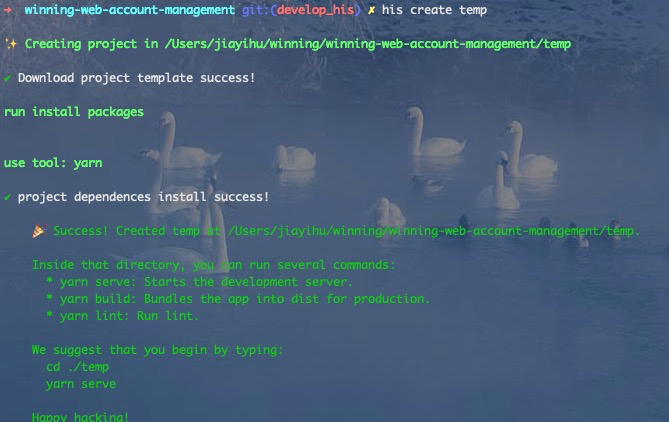 → winning-web-account-management git:(develop_his) ✗ his create temp
✨ Creating project in /Users/jiayihu/winning/winning-web-account-management/temp
✔ Download project template success!
run install packages
use tool: yarn
✔ project dependences install success!
🎉 Success! Created temp at /Users/jiayihu/winning/winning-web-account-management/temp.
Inside that directory, you can run several commands:
* yarn serve: Starts the development server.
* yarn build: Bundles the app into dist for production.
* yarn lint: Run lint.
We suggest that you begin by typing:
cd ./temp
yarn serve
Happy hacking!